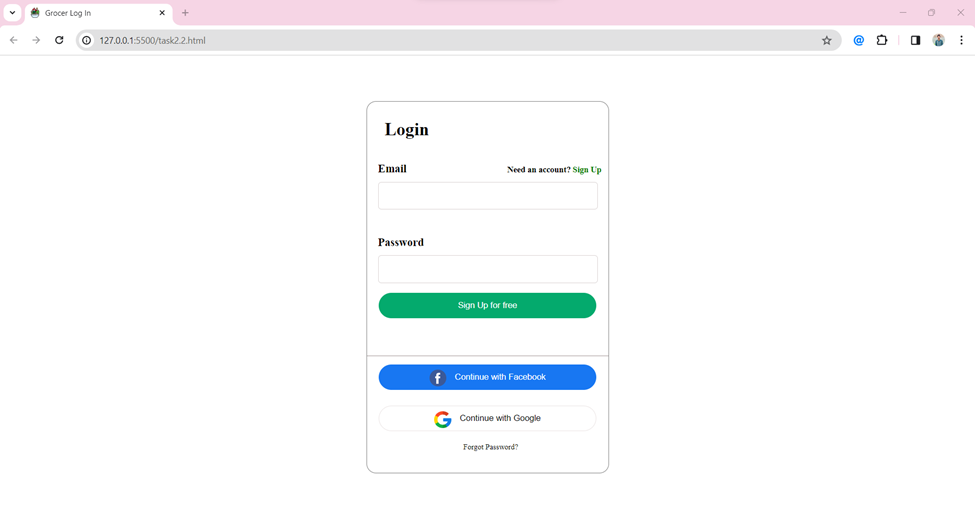 Grocer Log In
127.0.0.1:5500/task2.2.html
Login
Email
Need an account? Sign Up
Password
Sign Up for free
Continue with Facebook
Continue with Google
Forgot Password?